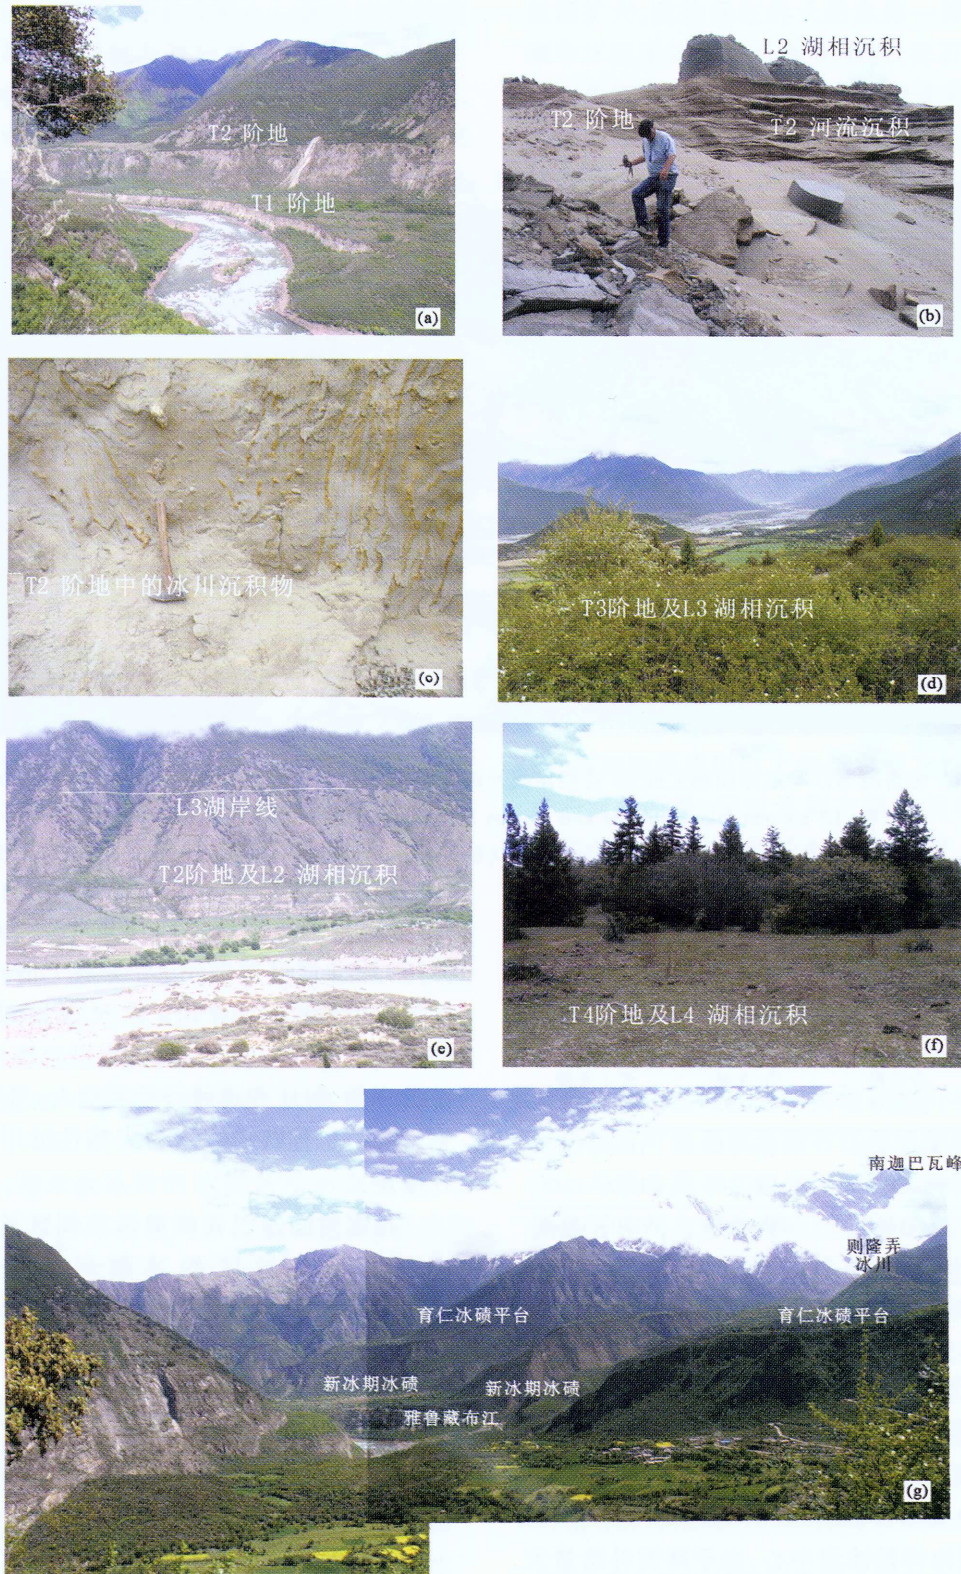 T2 阶地
T1 阶地
(a)
L2 湖相沉积
T2 阶地
T2 河流沉积
(b)
T2 阶地中的冰川沉积物
(c)
T3阶地及L3 湖相沉积
(d)
L3湖岸线
T2阶地及L2 湖相沉积
(e)
T4阶地及L4 湖相沉积
(f)
南迦巴瓦峰
则隆弄
冰川
育仁冰碛平台
育仁冰碛平台
新冰期冰碛
新冰期冰碛
雅鲁藏布江
(g)